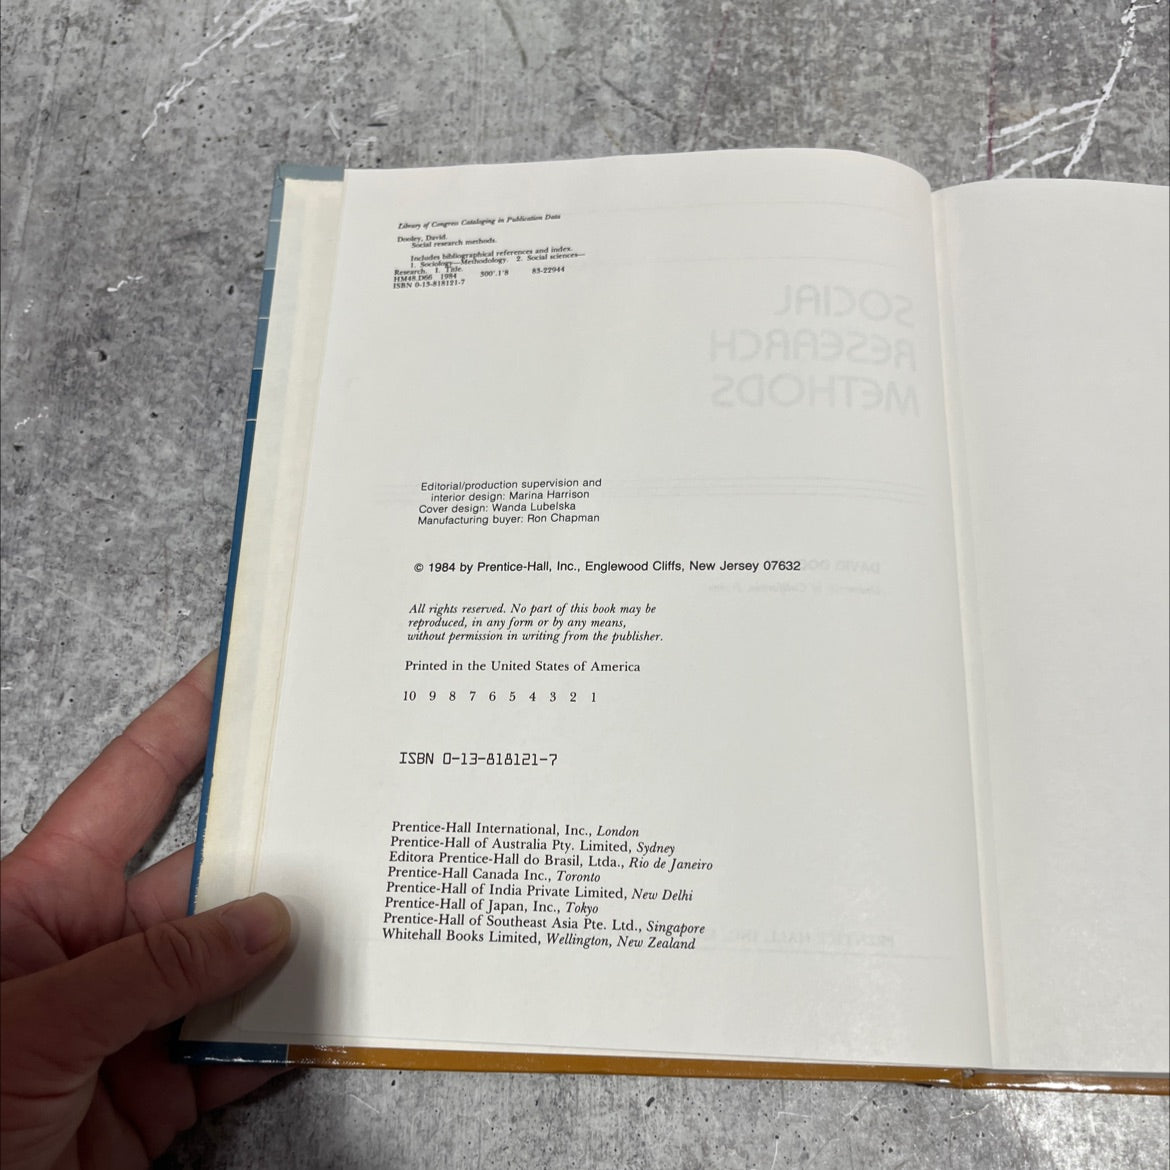 Library of Congress Cataloging in Publication Data
Dooley, David.
Social research methods.
Includes bibliographical references and index.
1. Sociology—Methodology. 2. Social sciences—
Research. I. Title.
HM48.D66 1984 300'.1'8 83-22944
ISBN 0-13-818121-7
SOCIAL
RESEARCH
METHODS
Editorial/production supervision and
interior design: Marina Harrison
Cover design: Wanda Lubelska
Manufacturing buyer: Ron Chapman
© 1984 by Prentice-Hall, Inc., Englewood Cliffs, New Jersey 07632
All rights reserved. No part of this book may be
reproduced, in any form or by any means,
without permission in writing from the publisher.
Printed in the United States of America
10 9 8 7 6 5 4 3 2 1
ISBN 0-13-818121-7
Prentice-Hall International, Inc., London
Prentice-Hall of Australia Pty. Limited, Sydney
Editora Prentice-Hall do Brasil, Ltda., Rio de Janeiro
Prentice-Hall Canada Inc., Toronto
Prentice-Hall of India Private Limited, New Delhi
Prentice-Hall of Japan, Inc., Tokyo
Prentice-Hall of Southeast Asia Pte. Ltd., Singapore
Whitehall Books Limited, Wellington, New Zealand